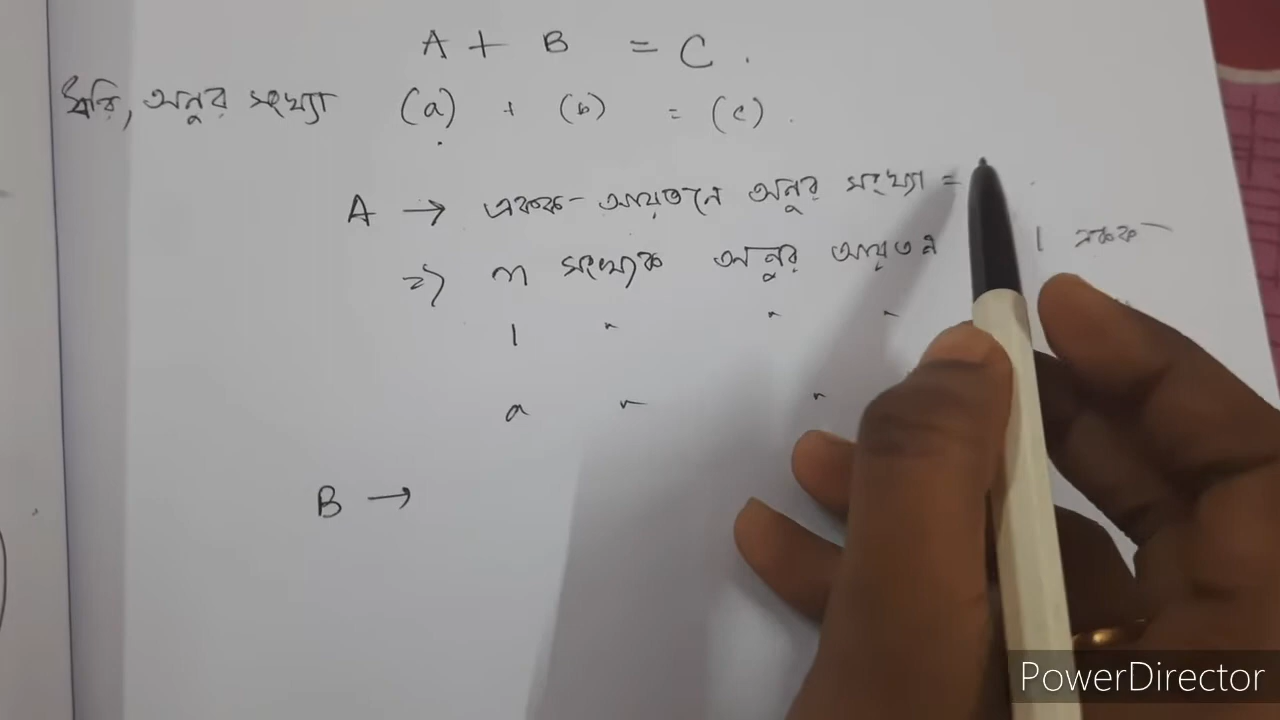 A + B = C .
ধরি, অনুর সংখ্যা (a) + (b) = (c) .
A → একক আয়তনে অনুর সংখ্যা =
⇒ n সংখ্যক অনুর আয়তন 1 একক
1 " " "
a " "
B →
PowerDirector